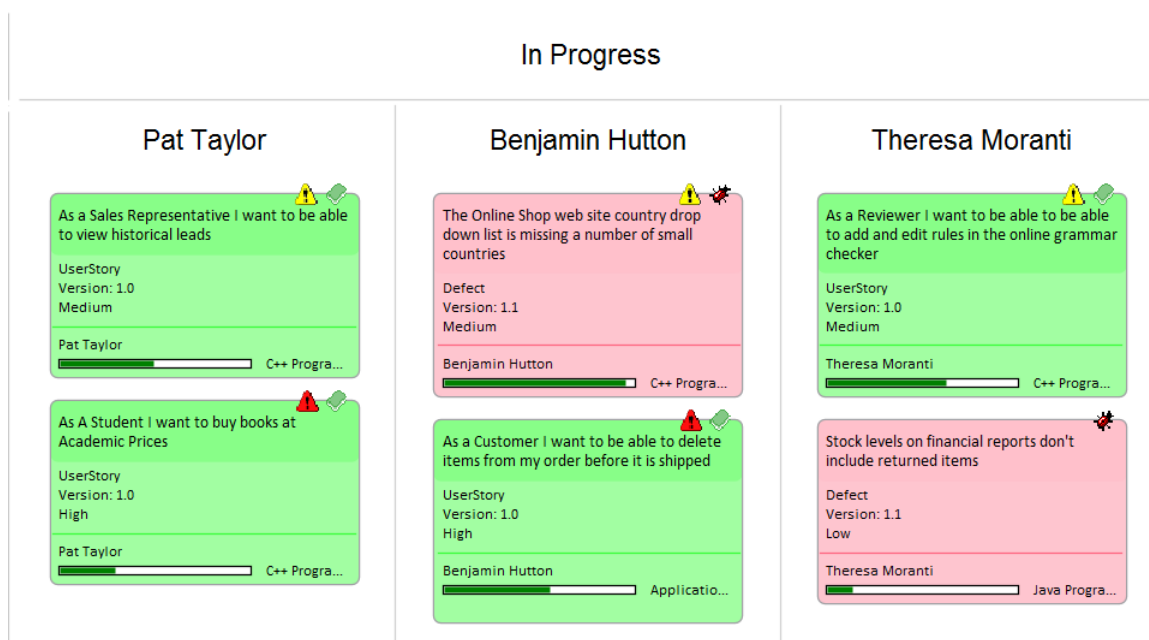 In Progress
Pat Taylor
As a Sales Representative I want to be able
to view historical leads
UserStory
Version: 1.0
Medium
Pat Taylor
C++ Progra...
As A Student I want to buy books at
Academic Prices
UserStory
Version: 1.0
High
Pat Taylor
C++ Progra...
Benjamin Hutton
The Online Shop web site country drop
down list is missing a number of small
countries
Defect
Version: 1.1
Medium
Benjamin Hutton
C++ Progra...
As a Customer I want to be able to delete
items from my order before it is shipped
UserStory
Version: 1.0
High
Benjamin Hutton
Applicatio...
Theresa Moranti
As a Reviewer I want to be able to be able
to add and edit rules in the online grammar
checker
UserStory
Version: 1.0
Medium
Theresa Moranti
C++ Progra...
Stock levels on financial reports don't
include returned items
Defect
Version: 1.1
Low
Theresa Moranti
Java Progra...